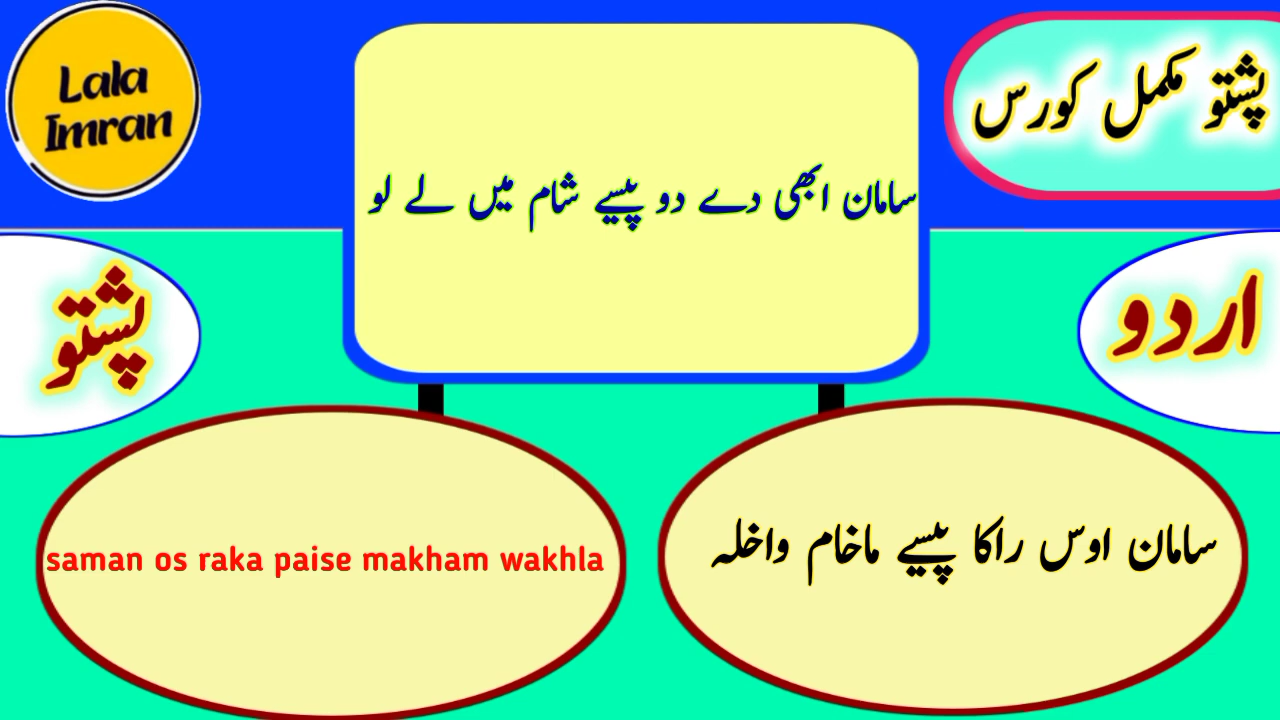 Lala
Imran
پشتو مکمل کورس
سامان ابھی دے دو پیسے شام میں لے لو
پشتو
اردو
saman os raka paise makham wakhla
سامان اوس راکا پیسے ماخام واخلہ